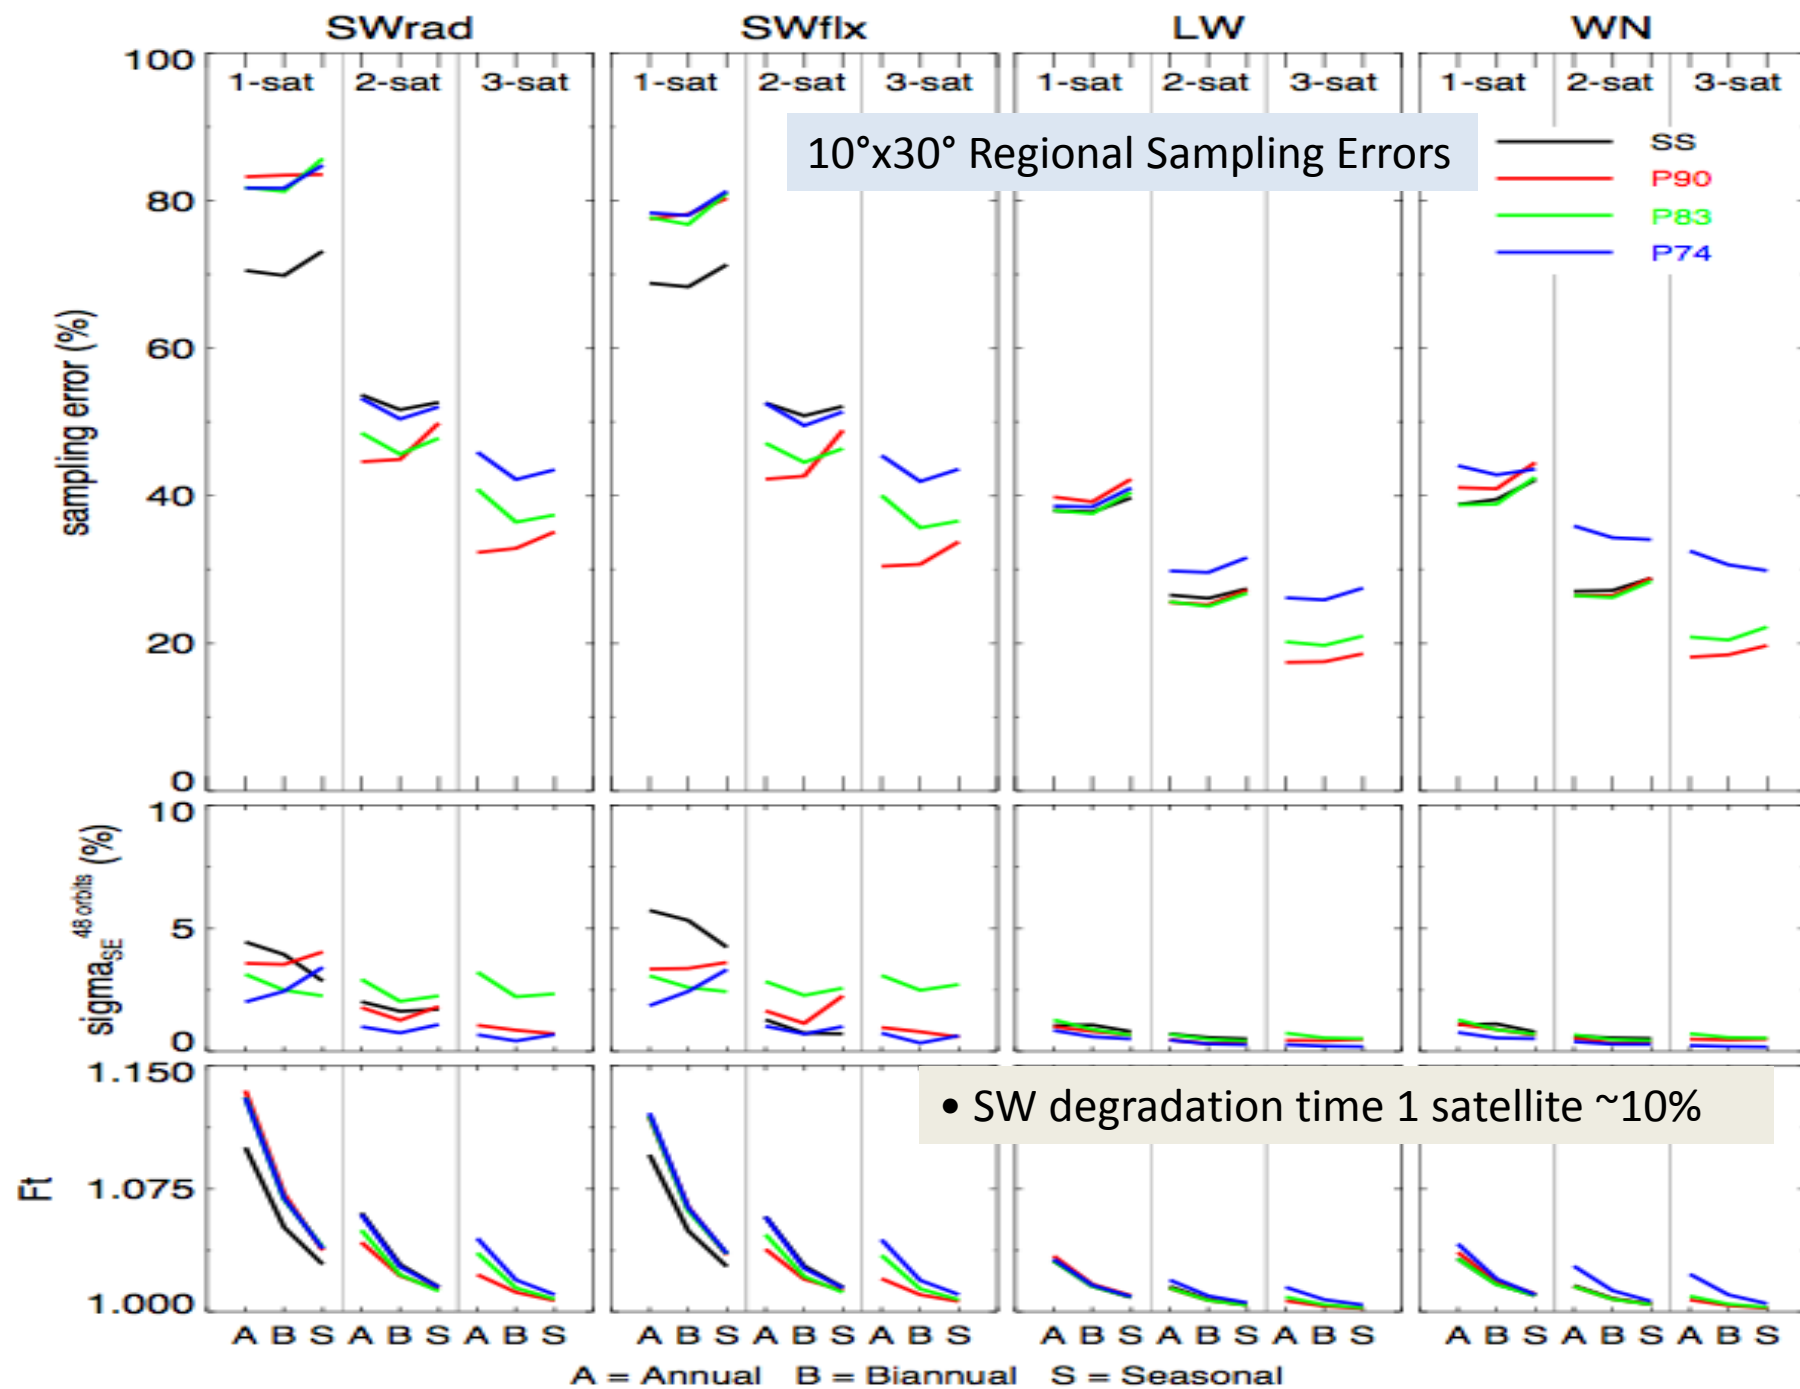 SWrad SWflx LW WN
100
1-sat 2-sat 3-sat 1-sat 2-sat 3-sat 1-sat 2-sat 3-sat 1-sat 2-sat 3-sat
10°x30° Regional Sampling Errors
SS
P90
P83
P74
80
60
40
20
0
sampling error (%)
10
5
0
sigmaSE 48 orbits (%)
1.150
1.075
1.000
Ft
• SW degradation time 1 satellite ~10%
A B S A B S A B S A B S A B S A B S A B S A B S A B S A B S A B S A B S
A = Annual B = Biannual S = Seasonal